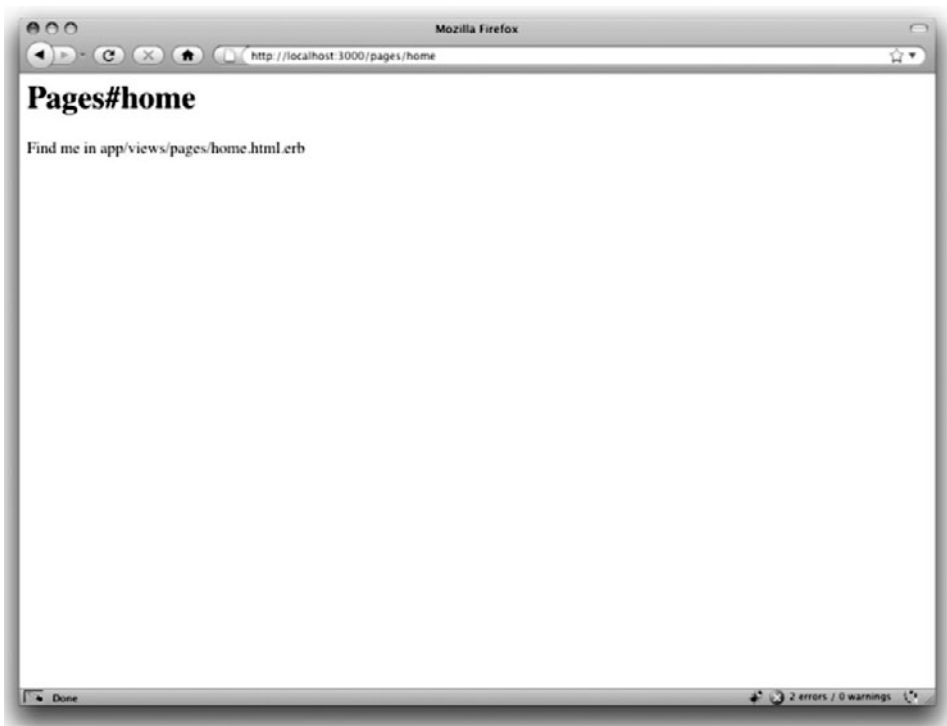 Mozilla Firefox
http://localhost:3000/pages/home
Pages#home
Find me in app/views/pages/home.html.erb
Done
2 errors / 0 warnings